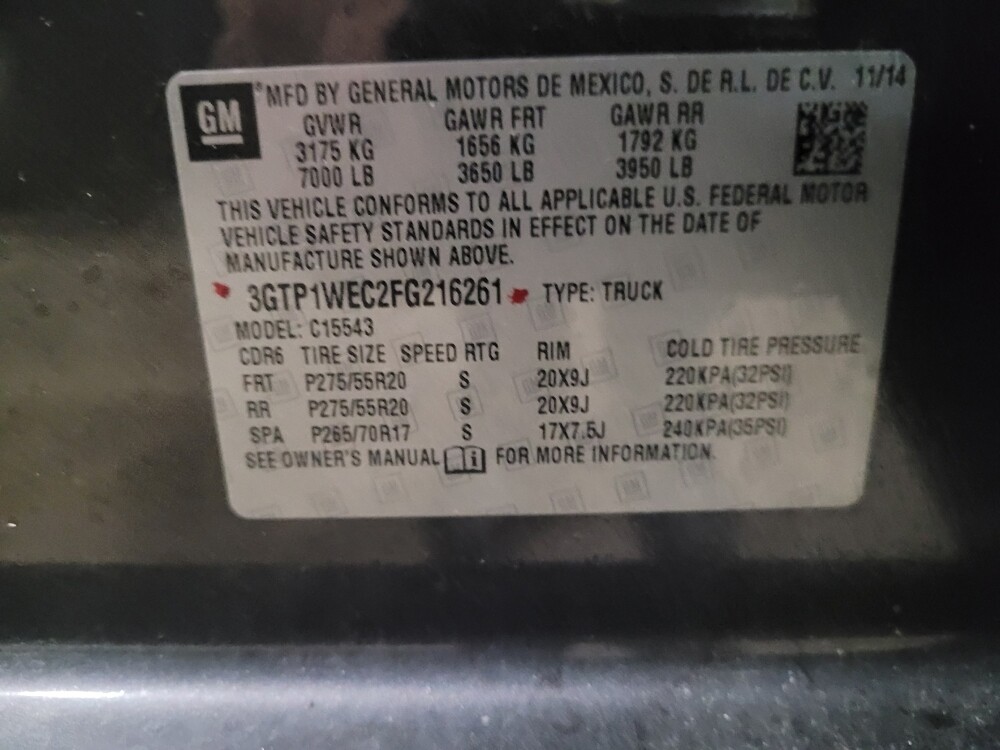 GM
®MFD BY GENERAL MOTORS DE MEXICO, S. DE R.L. DE C.V. 11/14
GVWR GAWR FRT GAWR RR
3175 KG 1656 KG 1792 KG
7000 LB 3650 LB 3950 LB
THIS VEHICLE CONFORMS TO ALL APPLICABLE U.S. FEDERAL MOTOR
VEHICLE SAFETY STANDARDS IN EFFECT ON THE DATE OF
MANUFACTURE SHOWN ABOVE.
3GTP1WEC2FG216261 TYPE: TRUCK
MODEL: C15543
CDR6 TIRE SIZE SPEED RTG RIM COLD TIRE PRESSURE
FRT P275/55R20 S 20X9J 220KPA(32PSI)
RR P275/55R20 S 20X9J 220KPA(32PSI)
SPA P265/70R17 S 17X7.5J 240KPA(35PSI)
SEE OWNER'S MANUAL i FOR MORE INFORMATION.